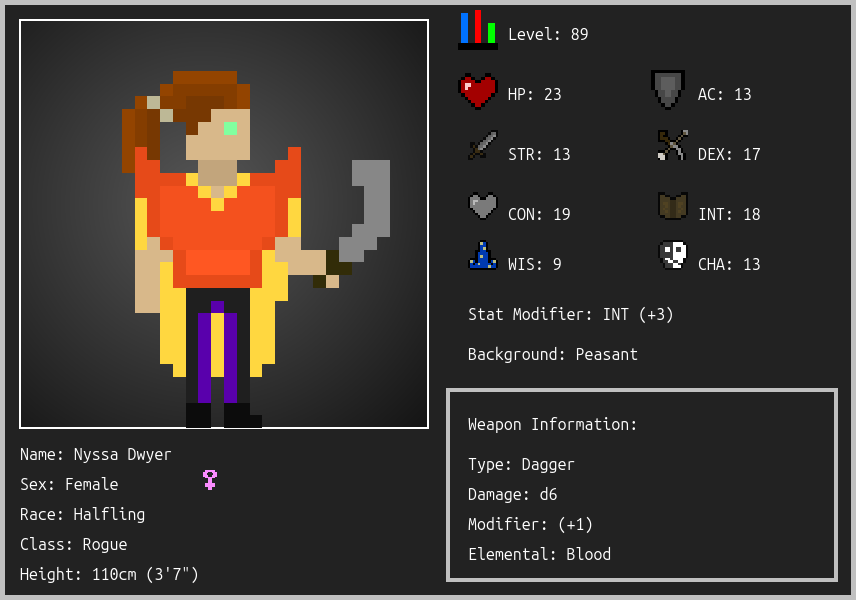 Level: 89
HP: 23
AC: 13
STR: 13
DEX: 17
CON: 19
INT: 18
WIS: 9
CHA: 13
Stat Modifier: INT (+3)
Background: Peasant
Weapon Information:
Type: Dagger
Damage: d6
Modifier: (+1)
Elemental: Blood
Name: Nyssa Dwyer
Sex: Female
Race: Halfling
Class: Rogue
Height: 110cm (3'7")